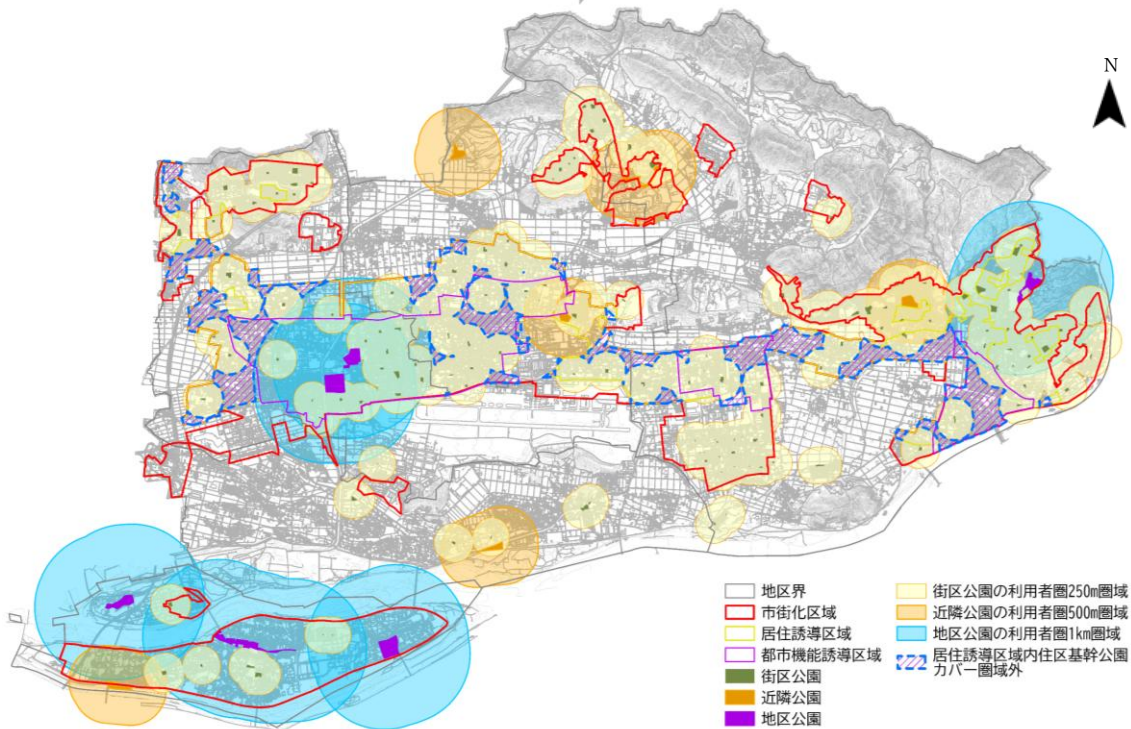 N
地区界
市街化区域
居住誘導区域
都市機能誘導区域
街区公園
近隣公園
地区公園
街区公園の利用者圏250m圏域
近隣公園の利用者圏500m圏域
地区公園の利用者圏1km圏域
居住誘導区域内住区基幹公園
カバー圏域外